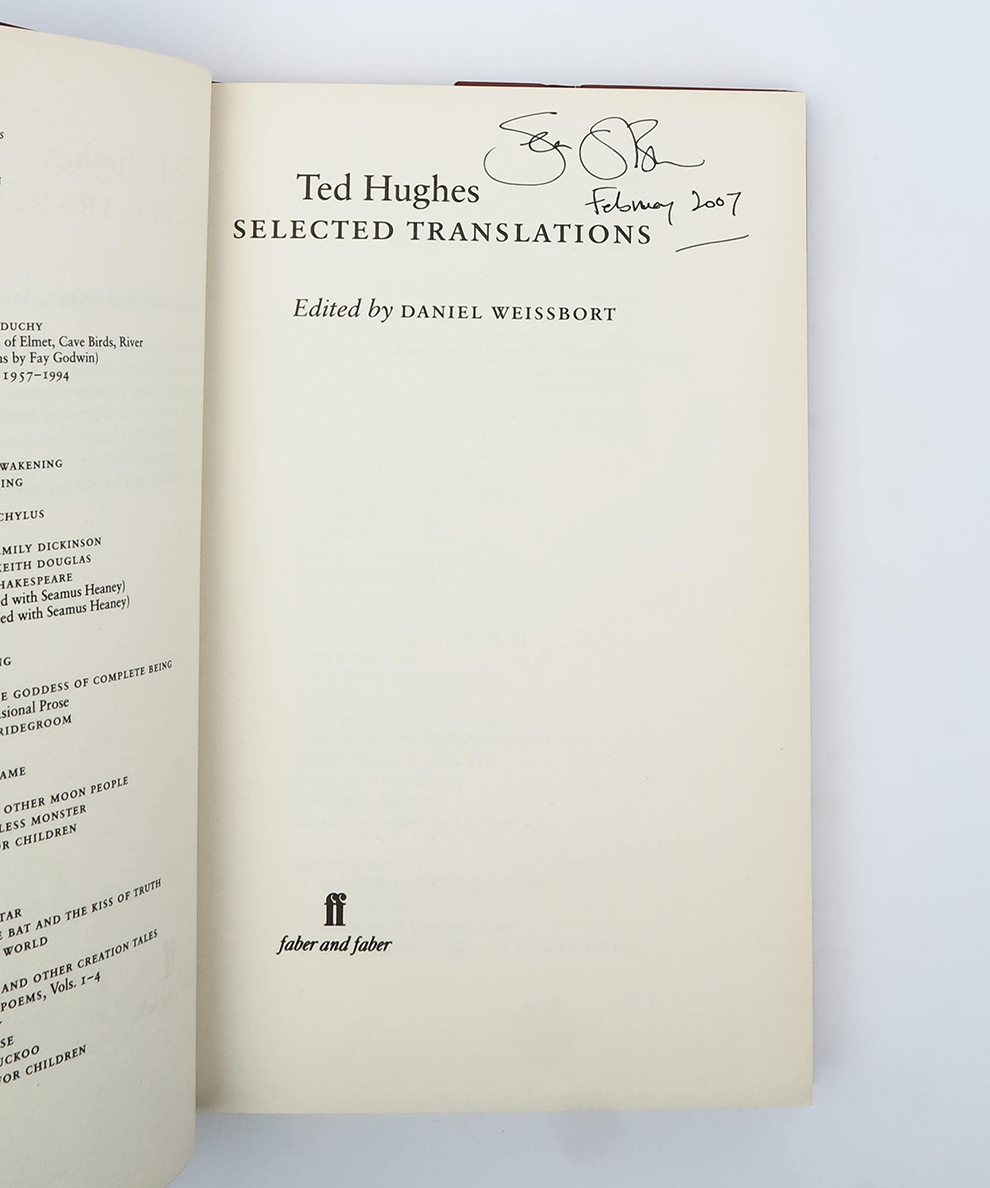 S
N
DUCHY
of Elmet, Cave Birds, River
ns by Fay Godwin)
1957–1994
WAKENING
ING
CHYLUS
EMILY DICKINSON
KEITH DOUGLAS
HAKESPEARE
d with Seamus Heaney)
ed with Seamus Heaney)
NG
E GODDESS OF COMPLETE BEING
sional Prose
RIDEGROOM
AME
OTHER MOON PEOPLE
LESS MONSTER
R CHILDREN
TAR
E BAT AND THE KISS OF TRUTH
WORLD
AND OTHER CREATION TALES
POEMS, Vols. 1–4
SE
UCKOO
FOR CHILDREN
February 2007
Ted Hughes
SELECTED TRANSLATIONS
Edited by DANIEL WEISSBORT
ff
faber and faber